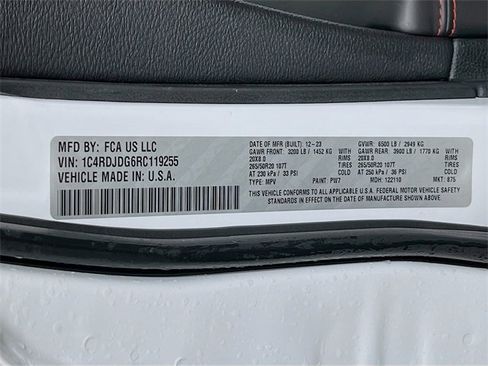 MFD BY: FCA US LLC
VIN: 1C4RDJDG6RC119255
VEHICLE MADE IN U.S.A.
DATE OF MFR (BUILT) 12-23 GVWR: 6500 LB / 2949 KG
GAWR FRONT: 3200 LB / 1452 KG GAWR REAR: 3900 LB / 1770 KG
20X8.0 TIRES RIMS 20X8.0 TIRES RIMS
265/50R20 107T 265/50R20 107T
AT 230 kPa / 33 PSI COLD AT 250 kPa / 36 PSI COLD
TYPE: MPV PAINT: PW7 MDH: 122110 MKT: 875
THIS VEHICLE CONFORMS TO ALL APPLICABLE U.S.A. FEDERAL MOTOR VEHICLE SAFETY
STANDARDS IN EFFECT ON THE DATE OF MANUFACTURE SHOWN ABOVE.